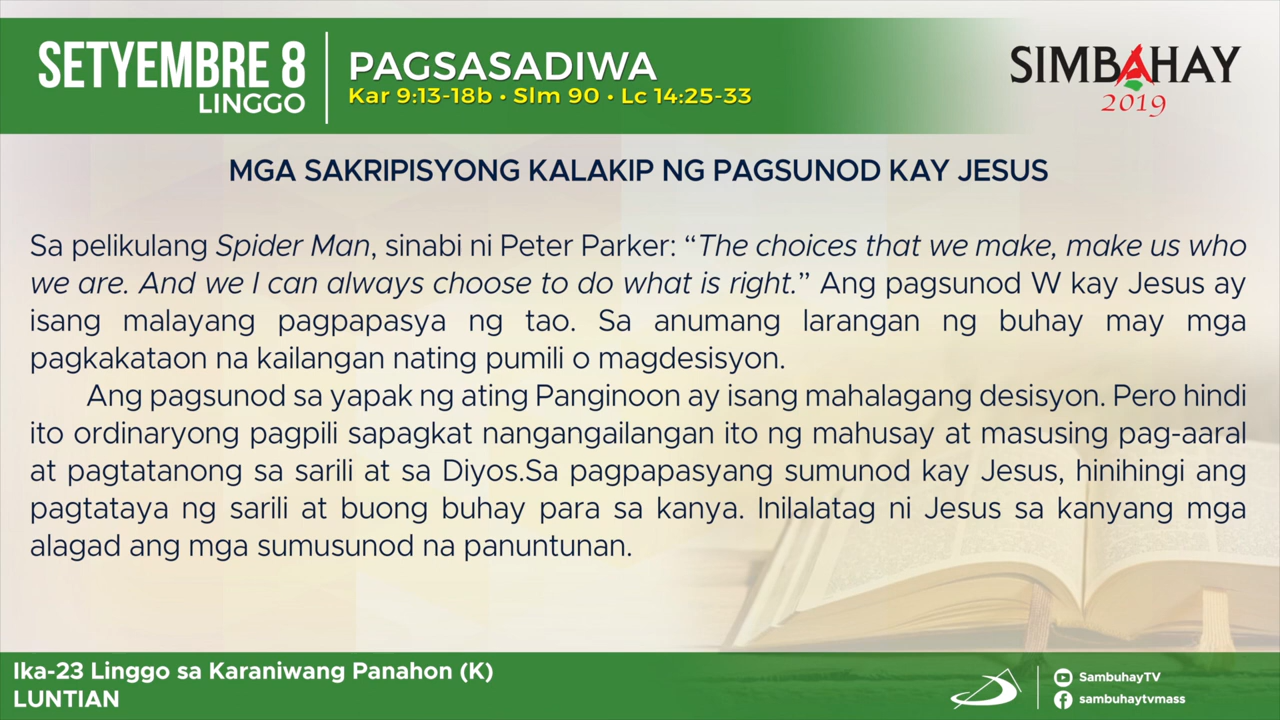 SETYEMBRE 8
LINGGO
PAGSASADIWA
Kar 9:13-18b • Slm 90 • Lc 14:25-33
SIMBAHAY
2019
MGA SAKRIPISYONG KALAKIP NG PAGSUNOD KAY JESUS
Sa pelikulang Spider Man, sinabi ni Peter Parker: “The choices that we make, make us who
we are. And we I can always choose to do what is right.” Ang pagsunod W kay Jesus ay
isang malayang pagpapasya ng tao. Sa anumang larangan ng buhay may mga
pagkakataon na kailangan nating pumili o magdesisyon.
Ang pagsunod sa yapak ng ating Panginoon ay isang mahalagang desisyon. Pero hindi
ito ordinaryong pagpili sapagkat nangangailangan ito ng mahusay at masusing pag-aaral
at pagtatanong sa sarili at sa Diyos.Sa pagpapasyang sumunod kay Jesus, hinihingi ang
pagtataya ng sarili at buong buhay para sa kanya. Inilalatag ni Jesus sa kanyang mga
alagad ang mga sumusunod na panuntunan.
Ika-23 Linggo sa Karaniwang Panahon (K)
LUNTIAN
SambuhayTV
sambuhaytvmass